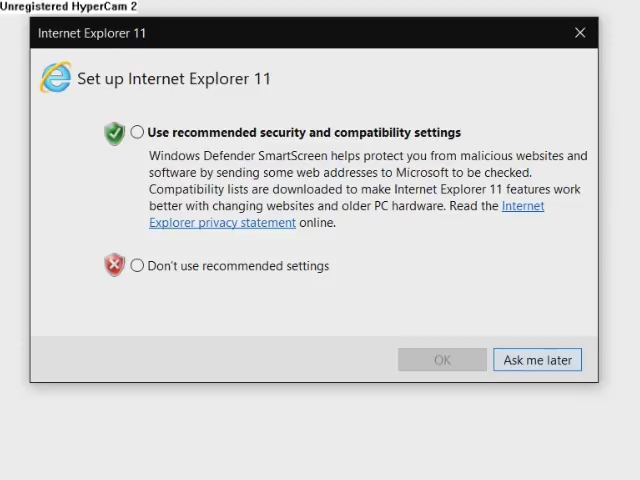 Unregistered HyperCam 2
Internet Explorer 11
Set up Internet Explorer 11
Use recommended security and compatibility settings
Windows Defender SmartScreen helps protect you from malicious websites and
software by sending some web addresses to Microsoft to be checked.
Compatibility lists are downloaded to make Internet Explorer 11 features work
better with changing websites and older PC hardware. Read the Internet
Explorer privacy statement online.
Don't use recommended settings
OK
Ask me later